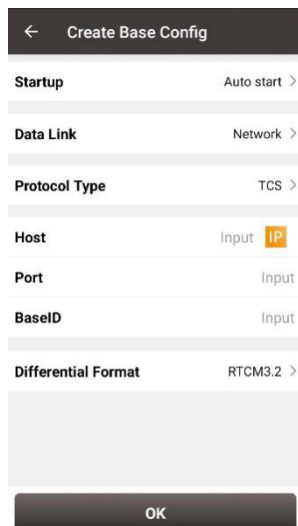 ← Create Base Config
Startup Auto start >
Data Link Network >
Protocol Type TCS >
Host Input IP
Port Input
BaseID Input
Differential Format RTCM3.2 >
OK